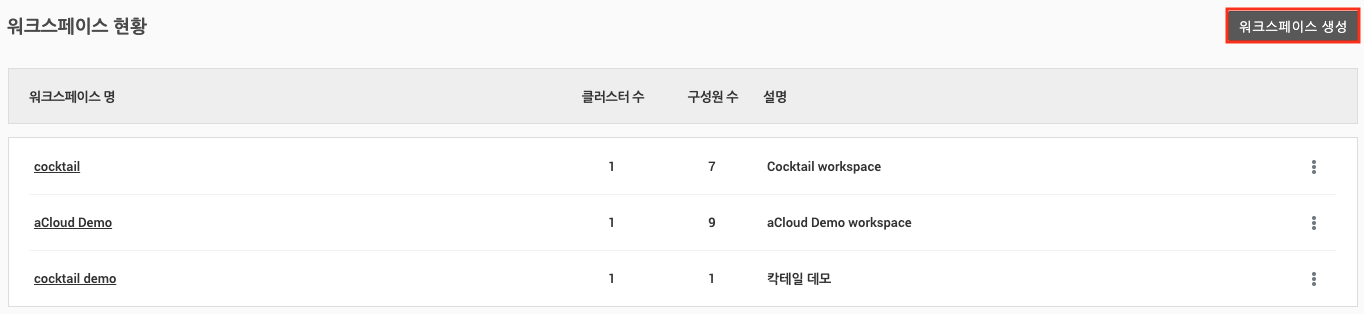 워크스페이스 현황
워크스페이스 생성
워크스페이스 명 클러스터 수 구성원 수 설명
cocktail 1 7 Cocktail workspace
aCloud Demo 1 9 aCloud Demo workspace
cocktail demo 1 1 칵테일 데모